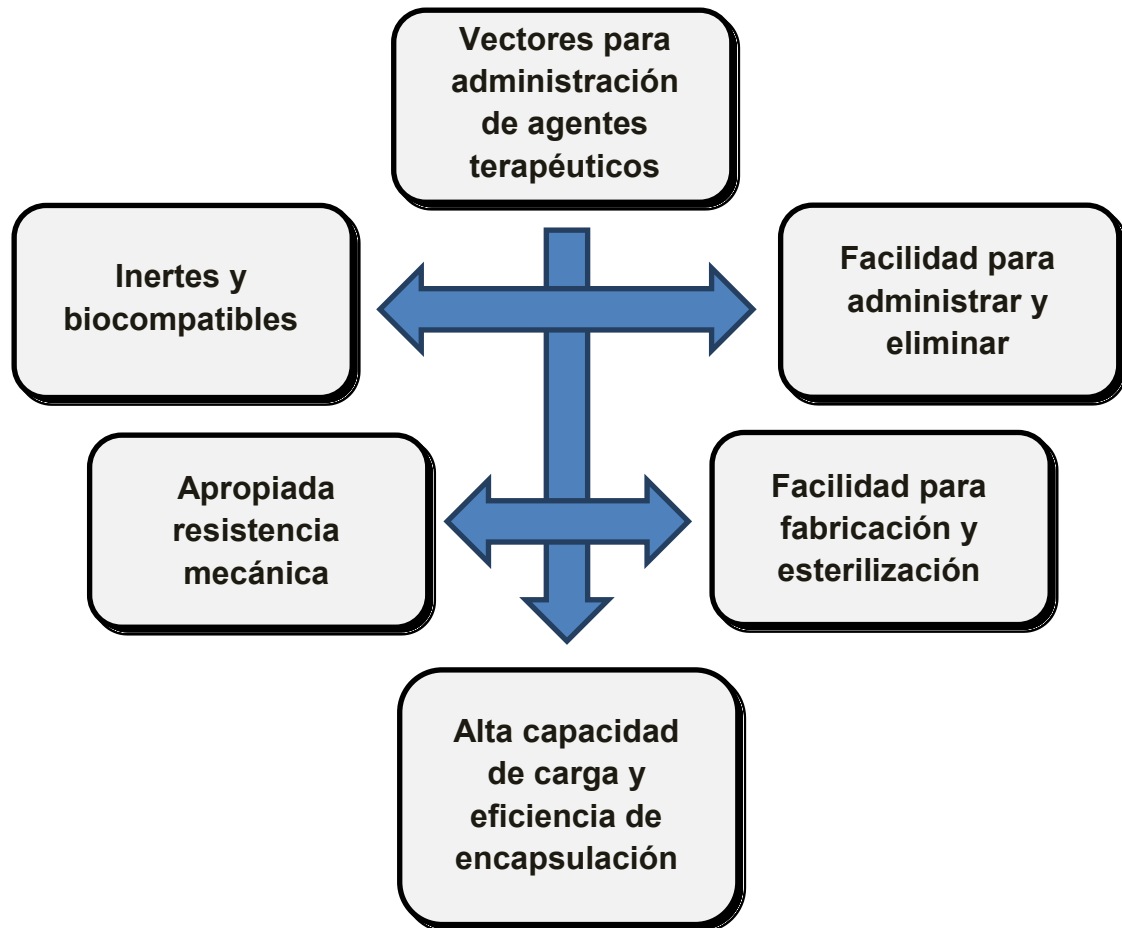 Vectores para
administración
de agentes
terapéuticos
Inertes y
biocompatibles
Facilidad para
administrar y
eliminar
Apropiada
resistencia
mecánica
Facilidad para
fabricación y
esterilización
Alta capacidad
de carga y
eficiencia de
encapsulación